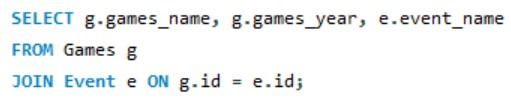 SELECT g.games_name, g.games_year, e.event_name
FROM Games g
JOIN Event e ON g.id = e.id;